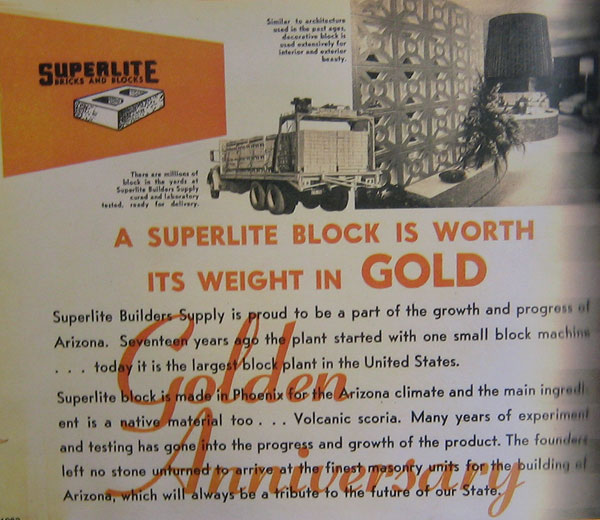 Similar to architecture
used in the past ages,
decorative block is
used extensively for
interior and exterior
beauty.
SUPERLITE
BRICKS AND BLOCKS
There are millions of
block in the yards at
Superlite Builders Supply
cured and laboratory
tested, ready for delivery.
A SUPERLITE BLOCK IS WORTH
ITS WEIGHT IN GOLD
Superlite Builders Supply is proud to be a part of the growth and progress of
Arizona. Seventeen years ago the plant started with one small block machine
. . . today it is the largest block plant in the United States.
Golden
Superlite block is made in Phoenix for the Arizona climate and the main ingredi
ent is a native material too . . . Volcanic scoria. Many years of experiment
and testing has gone into the progress and growth of the product. The founders
left no stone unturned to arrive at the finest masonry units for the building of
Anniversary
Arizona, which will always be a tribute to the future of our State.